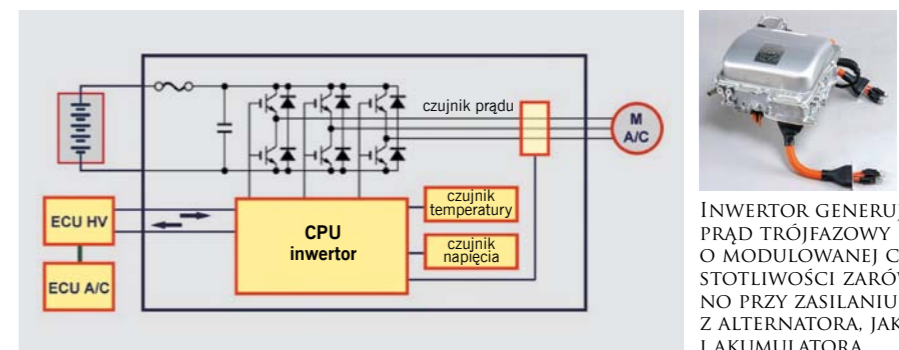 czujnik prądu
M
A/C
czujnik
temperatury
czujnik
napięcia
CPU
inwertor
ECU HV
ECU A/C
INWERTOR GENERUJ
PRĄD TRÓJFAZOWY
O MODULOWANEJ C
STOTLIWOŚCI ZARÓW
NO PRZY ZASILANIU
Z ALTERNATORA, JAK
I AKUMULATORA